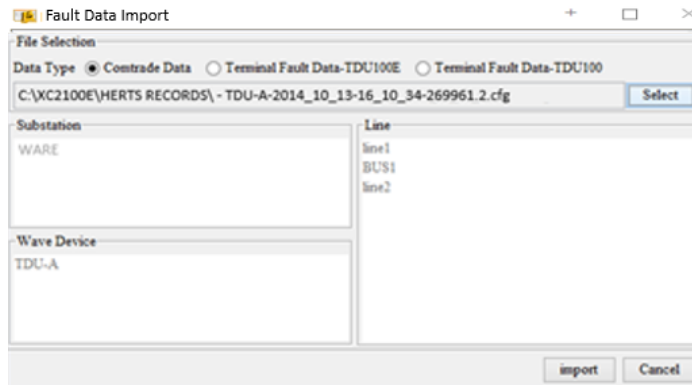 Fault Data Import
File Selection
Data Type Comtrade Data Terminal Fault Data-TDU100E Terminal Fault Data-TDU100
C:\XC2100E\HERTS RECORDS\ - TDU-A-2014_10_13-16_10_34-269961.2.cfg Select
Substation
WARE
Line
line1
BUS1
line2
Wave Device
TDU-A
import Cancel